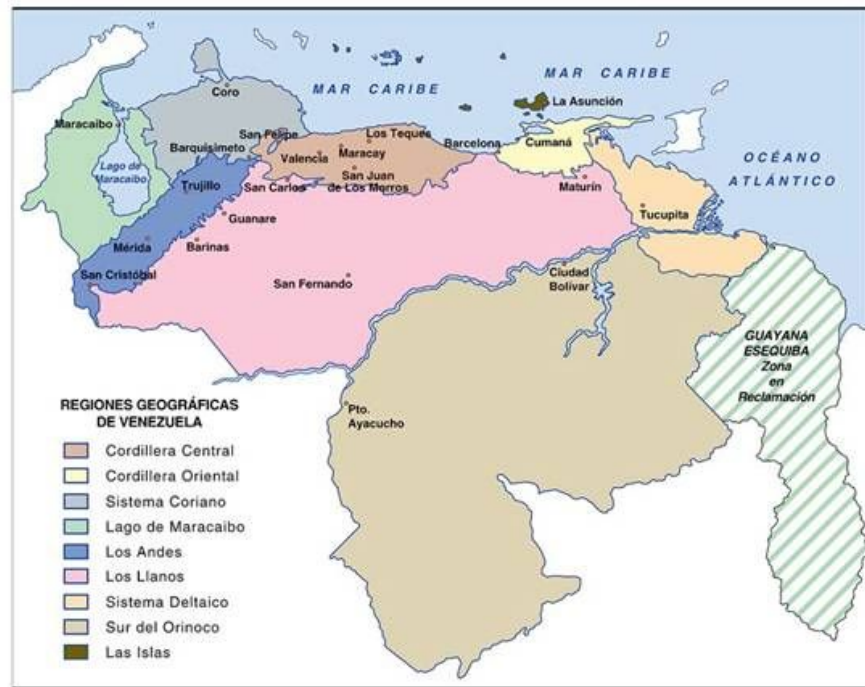 MAR CARIBE
MAR CARIBE
Coro
La Asunción
Maracaibo
San Felipe
Los Teques
Barquisimeto
Valencia
Maracay
Barcelona
Cumaná
Lago de
Maracaibo
OCÉANO
ATLÁNTICO
Trujillo
San Carlos
San Juan
de Los Morros
Maturín
Guanare
Tucupita
Mérida
Barinas
San Cristóbal
San Fernando
Ciudad
Bolívar
GUAYANA
ESEQUIBA
Zona
en
Reclamación
Pto.
Ayacucho
REGIONES GEOGRÁFICAS
DE VENEZUELA
Cordillera Central
Cordillera Oriental
Sistema Coriano
Lago de Maracaibo
Los Andes
Los Llanos
Sistema Deltaico
Sur del Orinoco
Las Islas